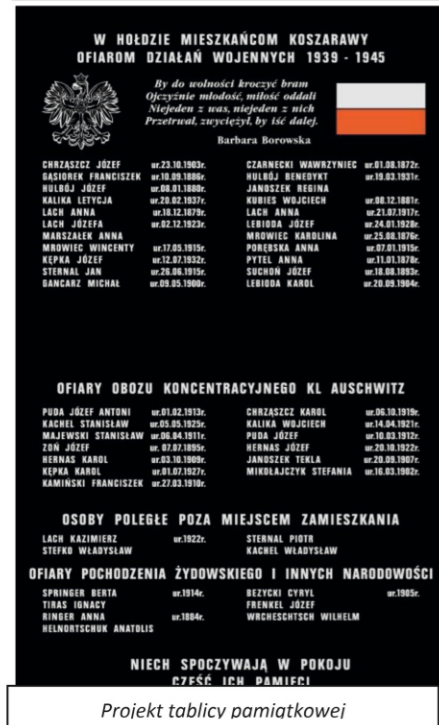 W HOŁDZIE MIESZKAŃCOM KOSZARAWY
OFIAROM DZIAŁAŃ WOJENNYCH 1939 - 1945
By do wolności kroczyć bram
Ojczyźnie młodość, miłość oddali
Niejeden z was, niejeden z nich
Przetrwał, zwyciężył, by iść dalej.
Barbara Borowska
CHRZĄSZCZ JÓZEF ur.23.10.1903r.
GĄSIOREK FRANCISZEK ur.10.09.1886r.
HULBÓJ JÓZEF ur.08.01.1880r.
KALIKA LETYCJA ur.20.02.1937r.
LACH ANNA ur.18.12.1879r.
LACH JÓZEFA ur.02.12.1923r.
MARSZAŁEK ANNA
MROWIEC WINCENTY ur.17.05.1915r.
KĘPKA JÓZEF ur.12.07.1932r.
STERNAL JAN ur.26.06.1915r.
GANCARZ MICHAŁ ur.09.05.1900r.
CZARNECKI WAWRZYNIEC ur.01.08.1872r.
HULBÓJ BENEDYKT ur.19.03.1931r.
JANOSZEK REGINA
KUBIES WOJCIECH ur.08.12.1881r.
LACH ANNA ur.21.07.1917r.
LEBIODA JÓZEF ur.24.01.1928r.
MROWIEC KAROLINA ur.25.08.1876r.
PORĘBSKA ANNA ur.07.01.1915r.
PYTEL ANNA ur.11.01.1878r.
SUCHOŃ JÓZEF ur.18.08.1893r.
LEBIODA KAROL ur.20.09.1904r.
OFIARY OBOZU KONCENTRACYJNEGO KL AUSCHWITZ
PUDA JÓZEF ANTONI ur.01.02.1913r.
KACHEL STANISŁAW ur.05.05.1925r.
MAJEWSKI STANISŁAW ur.06.04.1911r.
ZOŃ JÓZEF ur. 07.07.1895r.
HERNAS KAROL ur.03.10.1909r.
KĘPKA KAROL ur.01.07.1927r.
KAMIŃSKI FRANCISZEK ur.27.03.1910r.
CHRZĄSZCZ KAROL ur.06.10.1919r.
KALIKA WOJCIECH ur.14.04.1921r.
PUDA JÓZEF ur.10.03.1912r.
HERNAS JÓZEF ur.20.10.1922r.
JANOSZEK TEKLA ur.20.09.1907r.
MIKOŁAJCZYK STEFANIA ur.16.03.1902r.
OSOBY POLEGŁE POZA MIEJSCEM ZAMIESZKANIA
LACH KAZIMIERZ ur.1922r.
STEFKO WŁADYSŁAW
STERNAL PIOTR
KACHEL WŁADYSŁAW
OFIARY POCHODZENIA ŻYDOWSKIEGO I INNYCH NARODOWOŚCI
SPRINGER BERTA ur.1914r.
TIRAS IGNACY
RINGER ANNA ur.1884r.
HELNORTSCHUK ANATOLIS
BEZYCKI CYRYL ur.1905r.
FRENKEL JÓZEF
WRCHESCHTSCH WILHELM
NIECH SPOCZYWAJĄ W POKOJU
CZEŚĆ ICH PAMIĘCI
Projekt tablicy pamiątkowej